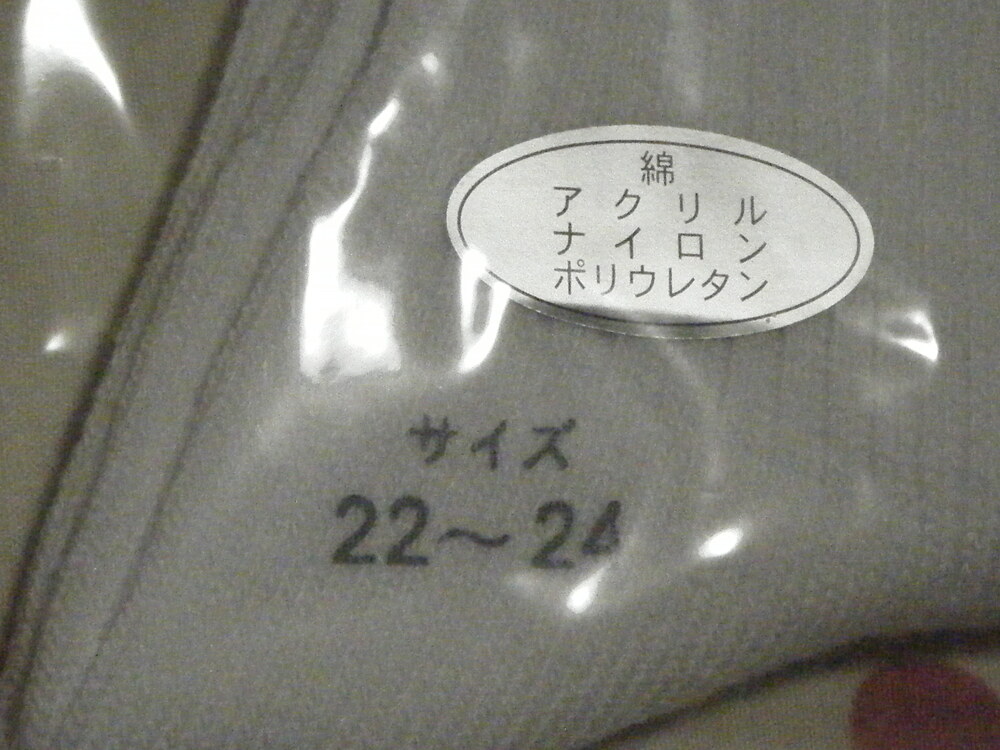 綿
アクリル
ナイロン
ポリウレタン
サイズ
22～24